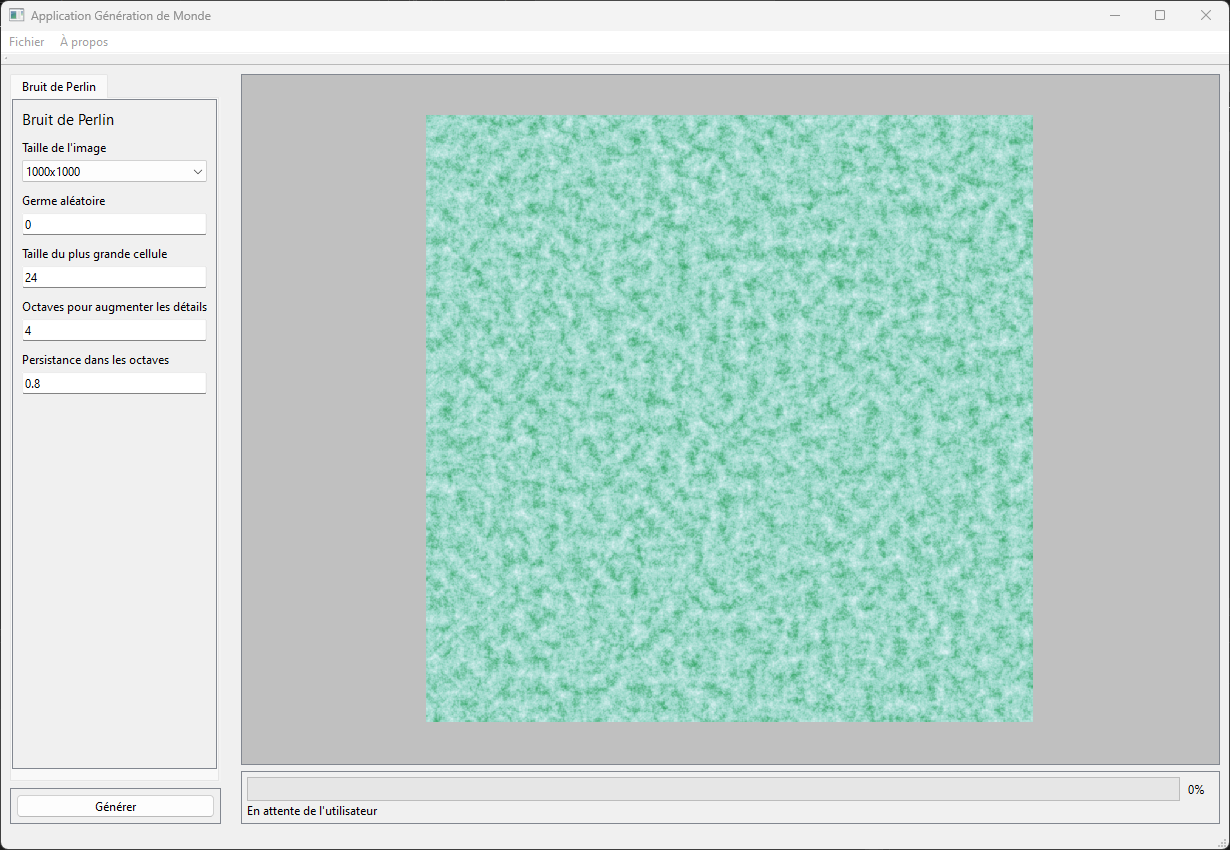 Application Génération de Monde
Fichier À propos
Bruit de Perlin
Bruit de Perlin
Taille de l'image
1000x1000
Germe aléatoire
0
Taille du plus grande cellule
24
Octaves pour augmenter les détails
4
Persistance dans les octaves
0.8
Générer
0%
En attente de l'utilisateur